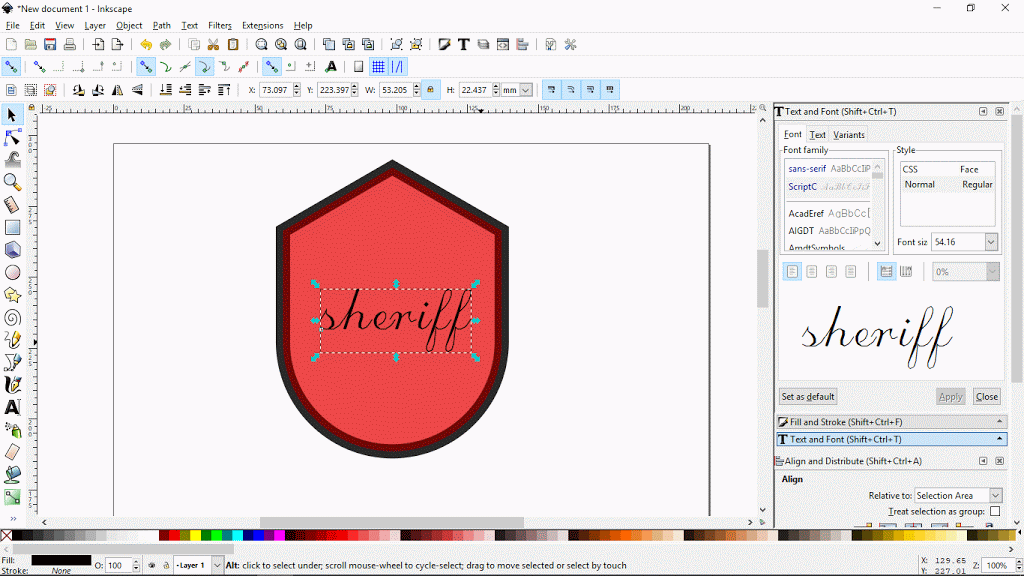 *New document 1 - Inkscape
File Edit View Layer Object Path Text Filters Extensions Help
X: 73.097 Y: 223.397 W: 53.205 H: 22.437 mm
Text and Font (Shift+Ctrl+T)
Font Text Variants
Font family Style
sans-serif AaBbCcIiP
CSS Face
ScriptC AaBbCcIiP
Normal Regular
AcadEref AaBbCc
AIGDT AaBbCcIiPpQ
AmdtSymbols
Font siz 54.16
0%
sheriff
sheriff
Set as default Apply Close
Fill and Stroke (Shift+Ctrl+F)
Text and Font (Shift+Ctrl+T)
Align and Distribute (Shift+Ctrl+A)
Align
Relative to: Selection Area
Treat selection as group:
Fill:
Stroke: None
O: 100
Layer 1
Alt: click to select under; scroll mouse-wheel to cycle-select; drag to move selected or select by touch
X: 129.65
Y: 227.01
Z: 100%